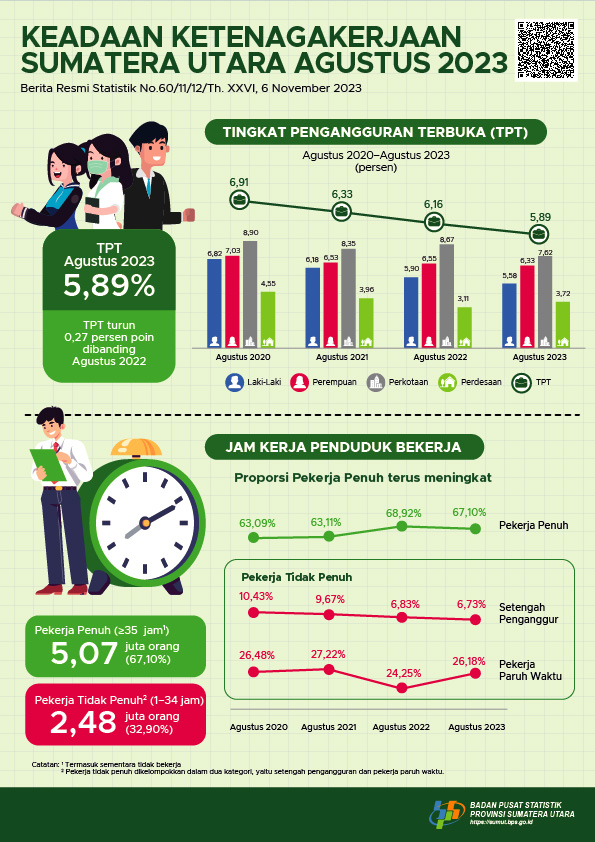 KEADAAN KETENAGAKERJAAN
SUMATERA UTARA AGUSTUS 2023
Berita Resmi Statistik No.60/11/12/Th. XXVI, 6 November 2023
TINGKAT PENGANGGURAN TERBUKA (TPT)
Agustus 2020–Agustus 2023
(persen)
6,91
6,33
6,16
5,89
TPT
Agustus 2023
5,89%
TPT turun
0,27 persen poin
dibanding
Agustus 2022
6,82 7,03 8,90 4,55
6,18 6,53 8,35 3,96
5,90 6,55 8,67 3,11
5,58 6,33 7,62 3,72
Agustus 2020 Agustus 2021 Agustus 2022 Agustus 2023
Laki-Laki Perempuan Perkotaan Perdesaan TPT
JAM KERJA PENDUDUK BEKERJA
Proporsi Pekerja Penuh terus meningkat
63,09% 63,11% 68,92% 67,10% Pekerja Penuh
Pekerja Tidak Penuh
10,43% 9,67% 6,83% 6,73% Setengah
Penganggur
26,48% 27,22% 24,25% 26,18% Pekerja
Paruh Waktu
Agustus 2020 Agustus 2021 Agustus 2022 Agustus 2023
Pekerja Penuh (≥35 jam¹)
5,07 juta orang
(67,10%)
Pekerja Tidak Penuh² (1–34 jam)
2,48 juta orang
(32,90%)
Catatan: ¹ Termasuk sementara tidak bekerja
² Pekerja tidak penuh dikelompokkan dalam dua kategori, yaitu setengah pengangguran dan pekerja paruh waktu.
BADAN PUSAT STATISTIK
PROVINSI SUMATERA UTARA
https://sumut.bps.go.id